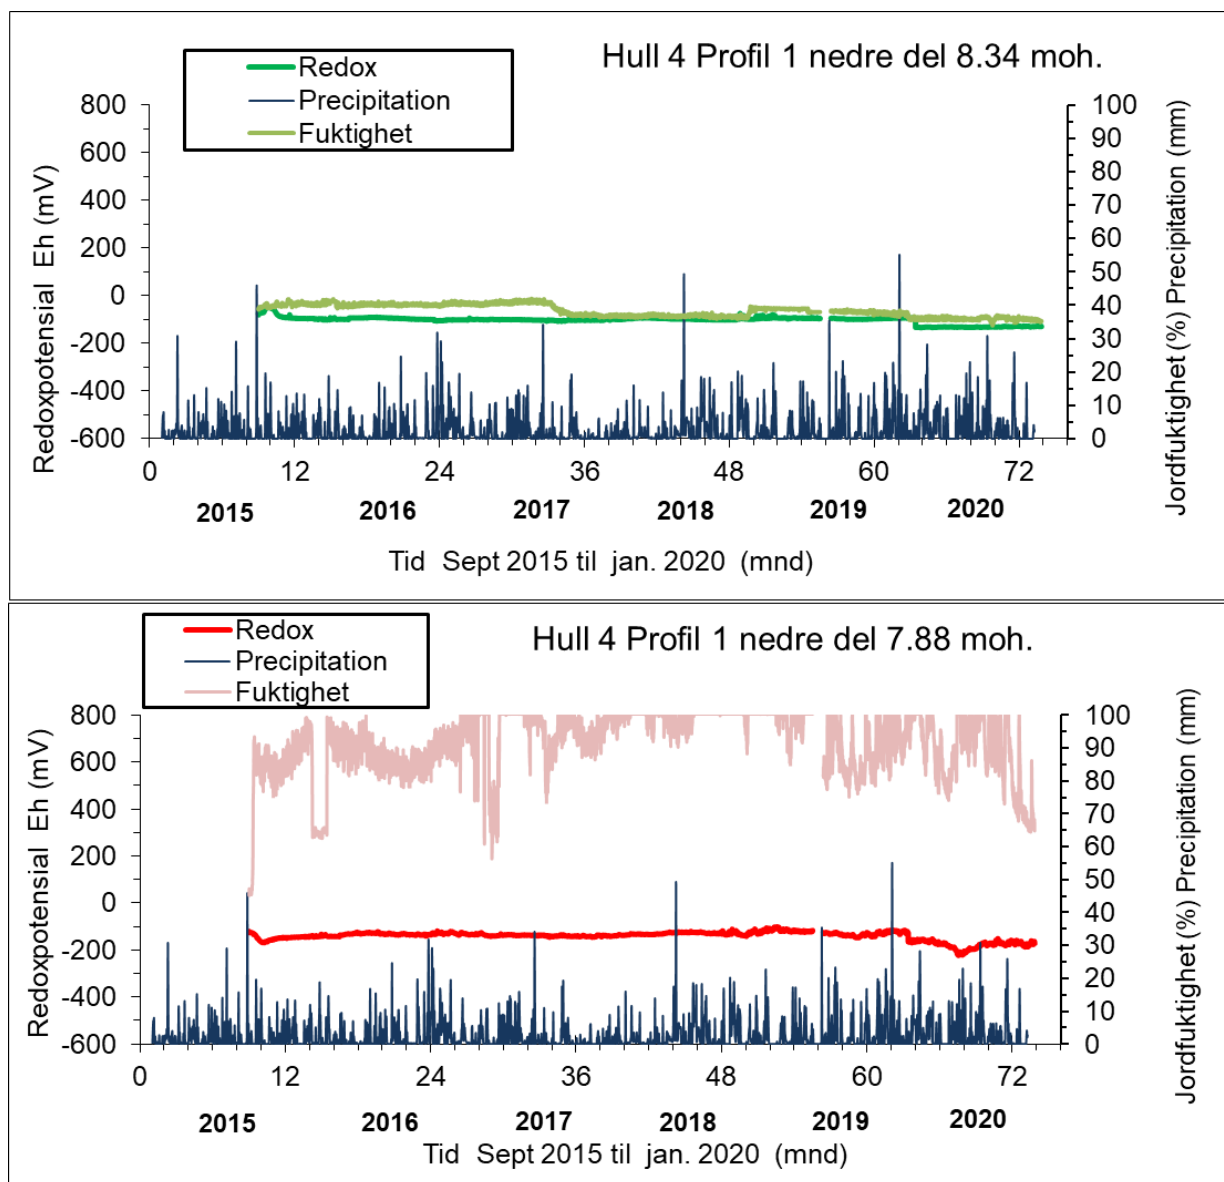 Hull 4 Profil 1 nedre del 8.34 moh.
Redox
Precipitation
Fuktighet
Redoxpotensial Eh (mV)
800
600
400
200
0
-200
-400
-600
100
90
80
70
60
50
40
30
20
10
0
Jordfuktighet (%) Precipitation (mm)
0 12 24 36 48 60 72
2015 2016 2017 2018 2019 2020
Tid Sept 2015 til jan. 2020 (mnd)
Hull 4 Profil 1 nedre del 7.88 moh.
Redox
Precipitation
Fuktighet
Redoxpotensial Eh (mV)
800
600
400
200
0
-200
-400
-600
100
90
80
70
60
50
40
30
20
10
0
Jordfuktighet (%) Precipitation (mm)
0 12 24 36 48 60 72
2015 2016 2017 2018 2019 2020
Tid Sept 2015 til jan. 2020 (mnd)